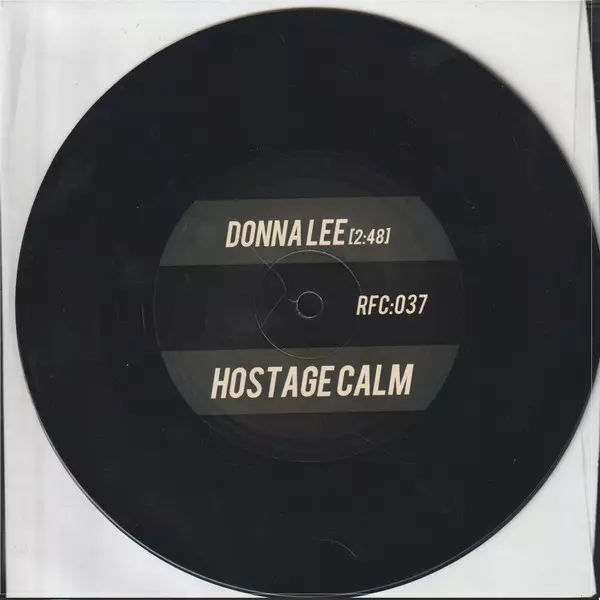 DONNA LEE [2:48]
RFC:037
HOSTAGE CALM